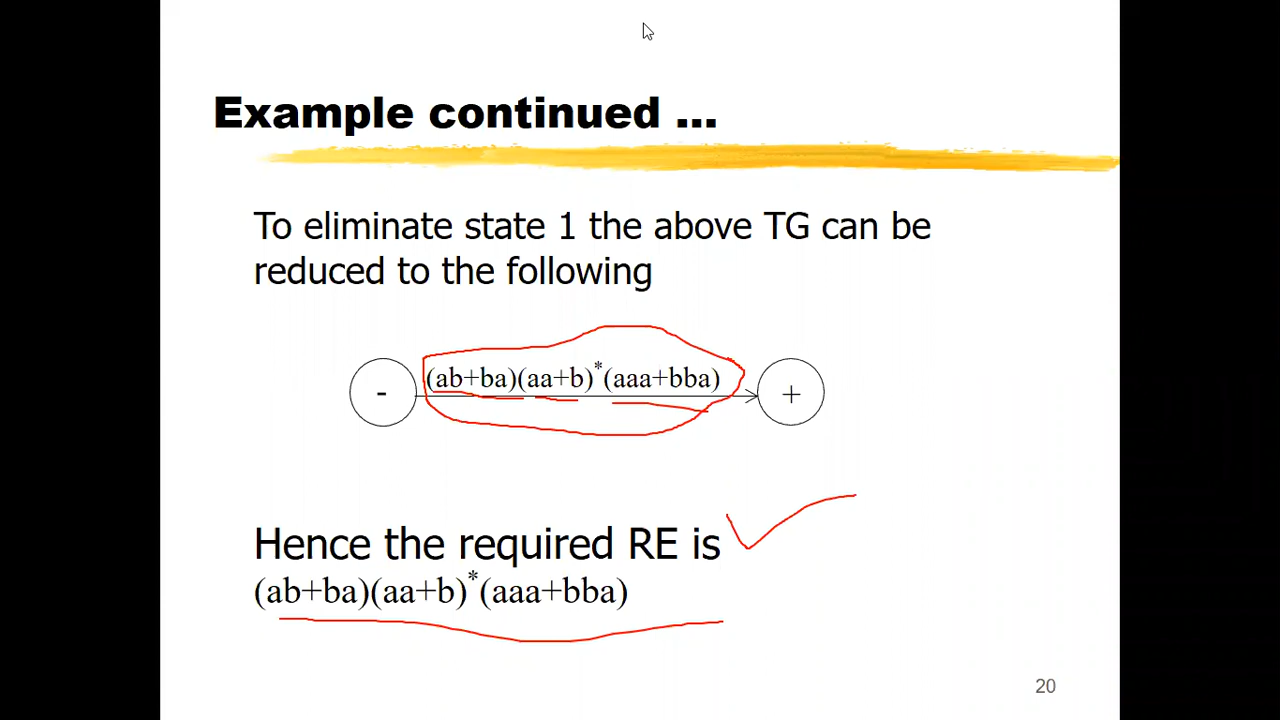 Example continued ...
To eliminate state 1 the above TG can be
reduced to the following
(ab+ba)(aa+b)*(aaa+bba)
- +
Hence the required RE is
(ab+ba)(aa+b)*(aaa+bba)
20